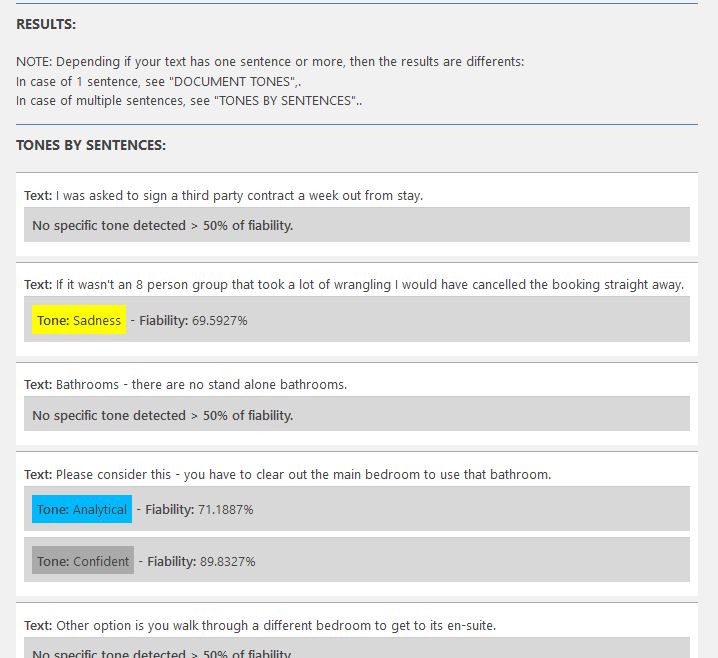 RESULTS:
NOTE: Depending if your text has one sentence or more, then the results are differents:
In case of 1 sentence, see "DOCUMENT TONES",.
In case of multiple sentences, see "TONES BY SENTENCES"..
TONES BY SENTENCES:
Text: I was asked to sign a third party contract a week out from stay.
No specific tone detected > 50% of fiability.
Text: If it wasn't an 8 person group that took a lot of wrangling I would have cancelled the booking straight away.
Tone: Sadness - Fiability: 69.5927%
Text: Bathrooms - there are no stand alone bathrooms.
No specific tone detected > 50% of fiability.
Text: Please consider this - you have to clear out the main bedroom to use that bathroom.
Tone: Analytical - Fiability: 71.1887%
Tone: Confident - Fiability: 89.8327%
Text: Other option is you walk through a different bedroom to get to its en-suite.
No specific tone detected > 50% of fiability.